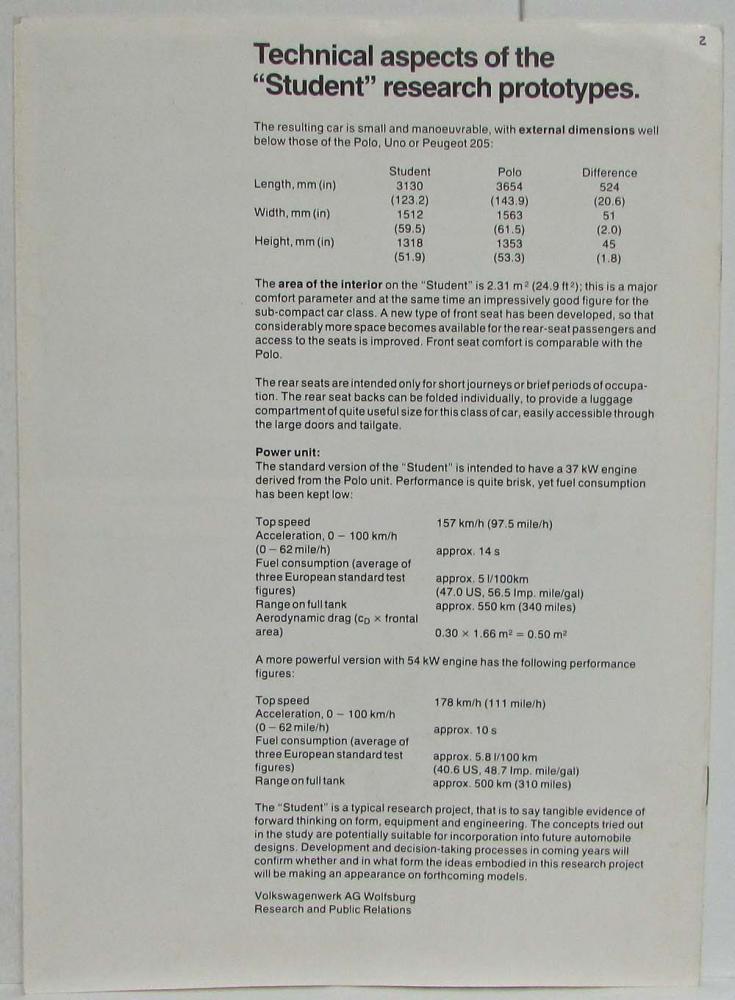 2
Technical aspects of the
“Student” research prototypes.
The resulting car is small and manoeuvrable, with external dimensions well
below those of the Polo, Uno or Peugeot 205:
Student Polo Difference
Length, mm (in) 3130 3654 524
(123.2) (143.9) (20.6)
Width, mm (in) 1512 1563 51
(59.5) (61.5) (2.0)
Height, mm (in) 1318 1353 45
(51.9) (53.3) (1.8)
The area of the interior on the “Student” is 2.31 m² (24.9 ft²); this is a major
comfort parameter and at the same time an impressively good figure for the
sub-compact car class. A new type of front seat has been developed, so that
considerably more space becomes available for the rear-seat passengers and
access to the seats is improved. Front seat comfort is comparable with the
Polo.
The rear seats are intended only for short journeys or brief periods of occupa-
tion. The rear seat backs can be folded individually, to provide a luggage
compartment of quite useful size for this class of car, easily accessible through
the large doors and tailgate.
Power unit:
The standard version of the “Student” is intended to have a 37 kW engine
derived from the Polo unit. Performance is quite brisk, yet fuel consumption
has been kept low:
Top speed 157 km/h (97.5 mile/h)
Acceleration, 0 – 100 km/h
(0 – 62 mile/h) approx. 14 s
Fuel consumption (average of
three European standard test approx. 5 l/100km
figures) (47.0 US, 56.5 Imp. mile/gal)
Range on full tank approx. 550 km (340 miles)
Aerodynamic drag (cD × frontal
area) 0.30 × 1.66 m² = 0.50 m²
A more powerful version with 54 kW engine has the following performance
figures:
Top speed 178 km/h (111 mile/h)
Acceleration, 0 – 100 km/h
(0 – 62 mile/h) approx. 10 s
Fuel consumption (average of
three European standard test approx. 5.8 l/100 km
figures) (40.6 US, 48.7 Imp. mile/gal)
Range on full tank approx. 500 km (310 miles)
The “Student” is a typical research project, that is to say tangible evidence of
forward thinking on form, equipment and engineering. The concepts tried out
in the study are potentially suitable for incorporation into future automobile
designs. Development and decision-taking processes in coming years will
confirm whether and in what form the ideas embodied in this research project
will be making an appearance on forthcoming models.
Volkswagenwerk AG Wolfsburg
Research and Public Relations